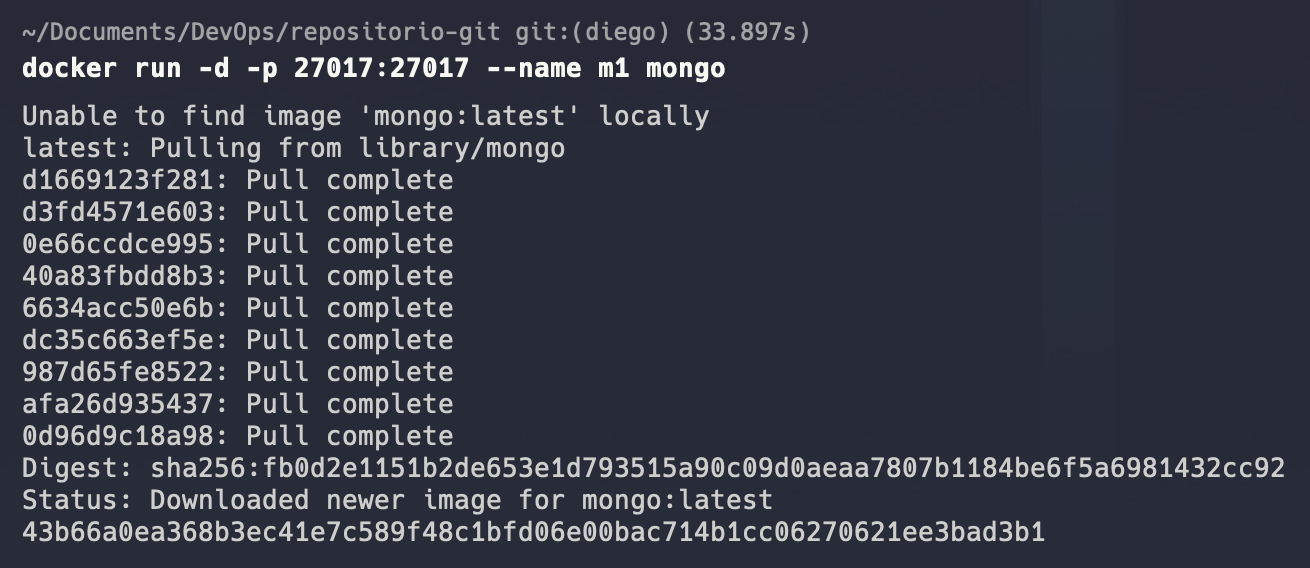 ~/Documents/DevOps/repositorio-git git:(diego) (33.897s)
docker run -d -p 27017:27017 --name m1 mongo
Unable to find image 'mongo:latest' locally
latest: Pulling from library/mongo
d1669123f281: Pull complete
d3fd4571e603: Pull complete
0e66ccdce995: Pull complete
40a83fbdd8b3: Pull complete
6634acc50e6b: Pull complete
dc35c663ef5e: Pull complete
987d65fe8522: Pull complete
afa26d935437: Pull complete
0d96d9c18a98: Pull complete
Digest: sha256:fb0d2e1151b2de653e1d793515a90c09d0aeaa7807b1184be6f5a6981432cc92
Status: Downloaded newer image for mongo:latest
43b66a0ea368b3ec41e7c589f48c1bfd06e00bac714b1cc06270621ee3bad3b1